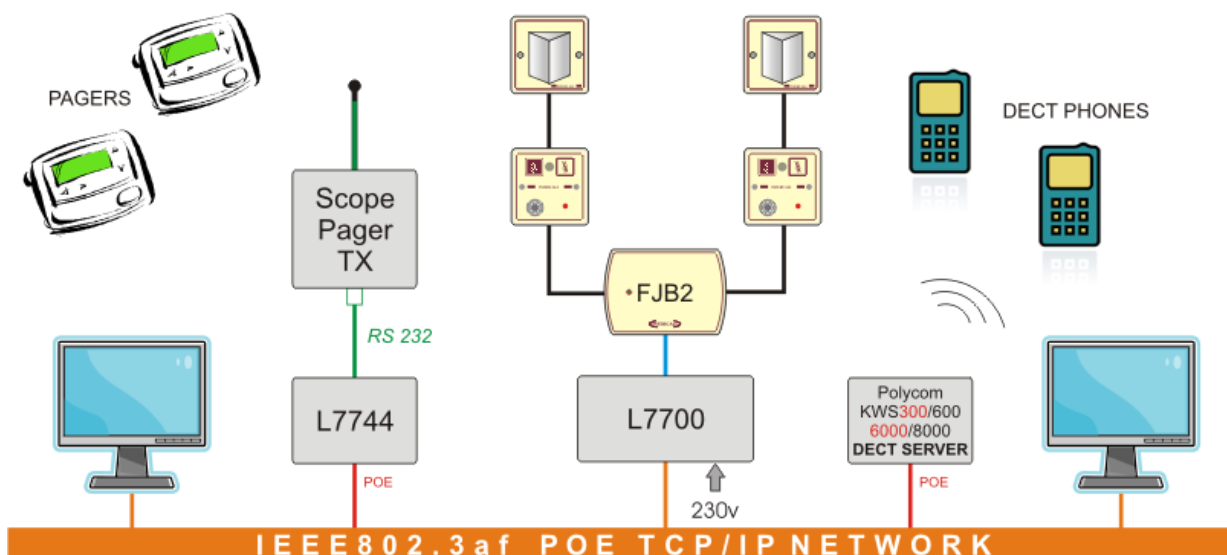 PAGERS
DECT PHONES
Scope
Pager
TX
FJB2
RS 232
L7744
L7700
Polycom
KWS300/600
6000/8000
DECT SERVER
POE
POE
230v
IEEE802.3af POE TCP/IP NETWORK